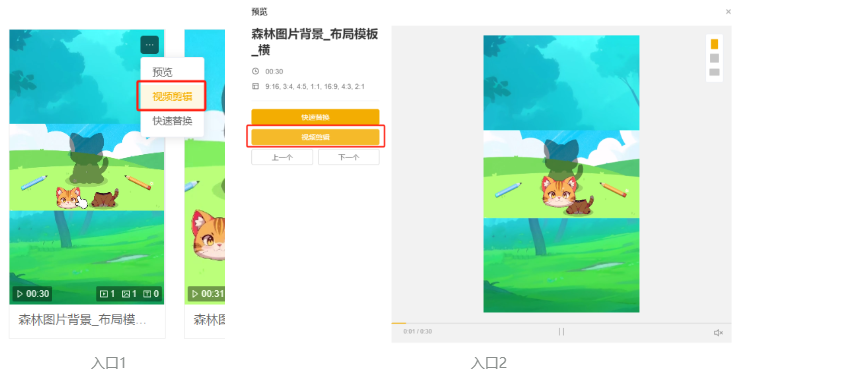 预览
视频剪辑
快速替换
00:30
1
1
0
00:31
森林图片背景_布局模...
森林图
入口1
预览
森林图片背景_布局模板
_横
00:30
9:16, 3:4, 4:5, 1:1, 16:9, 4:3, 2:1
快速替换
视频剪辑
上一个
下一个
0:01 / 0:30
入口2